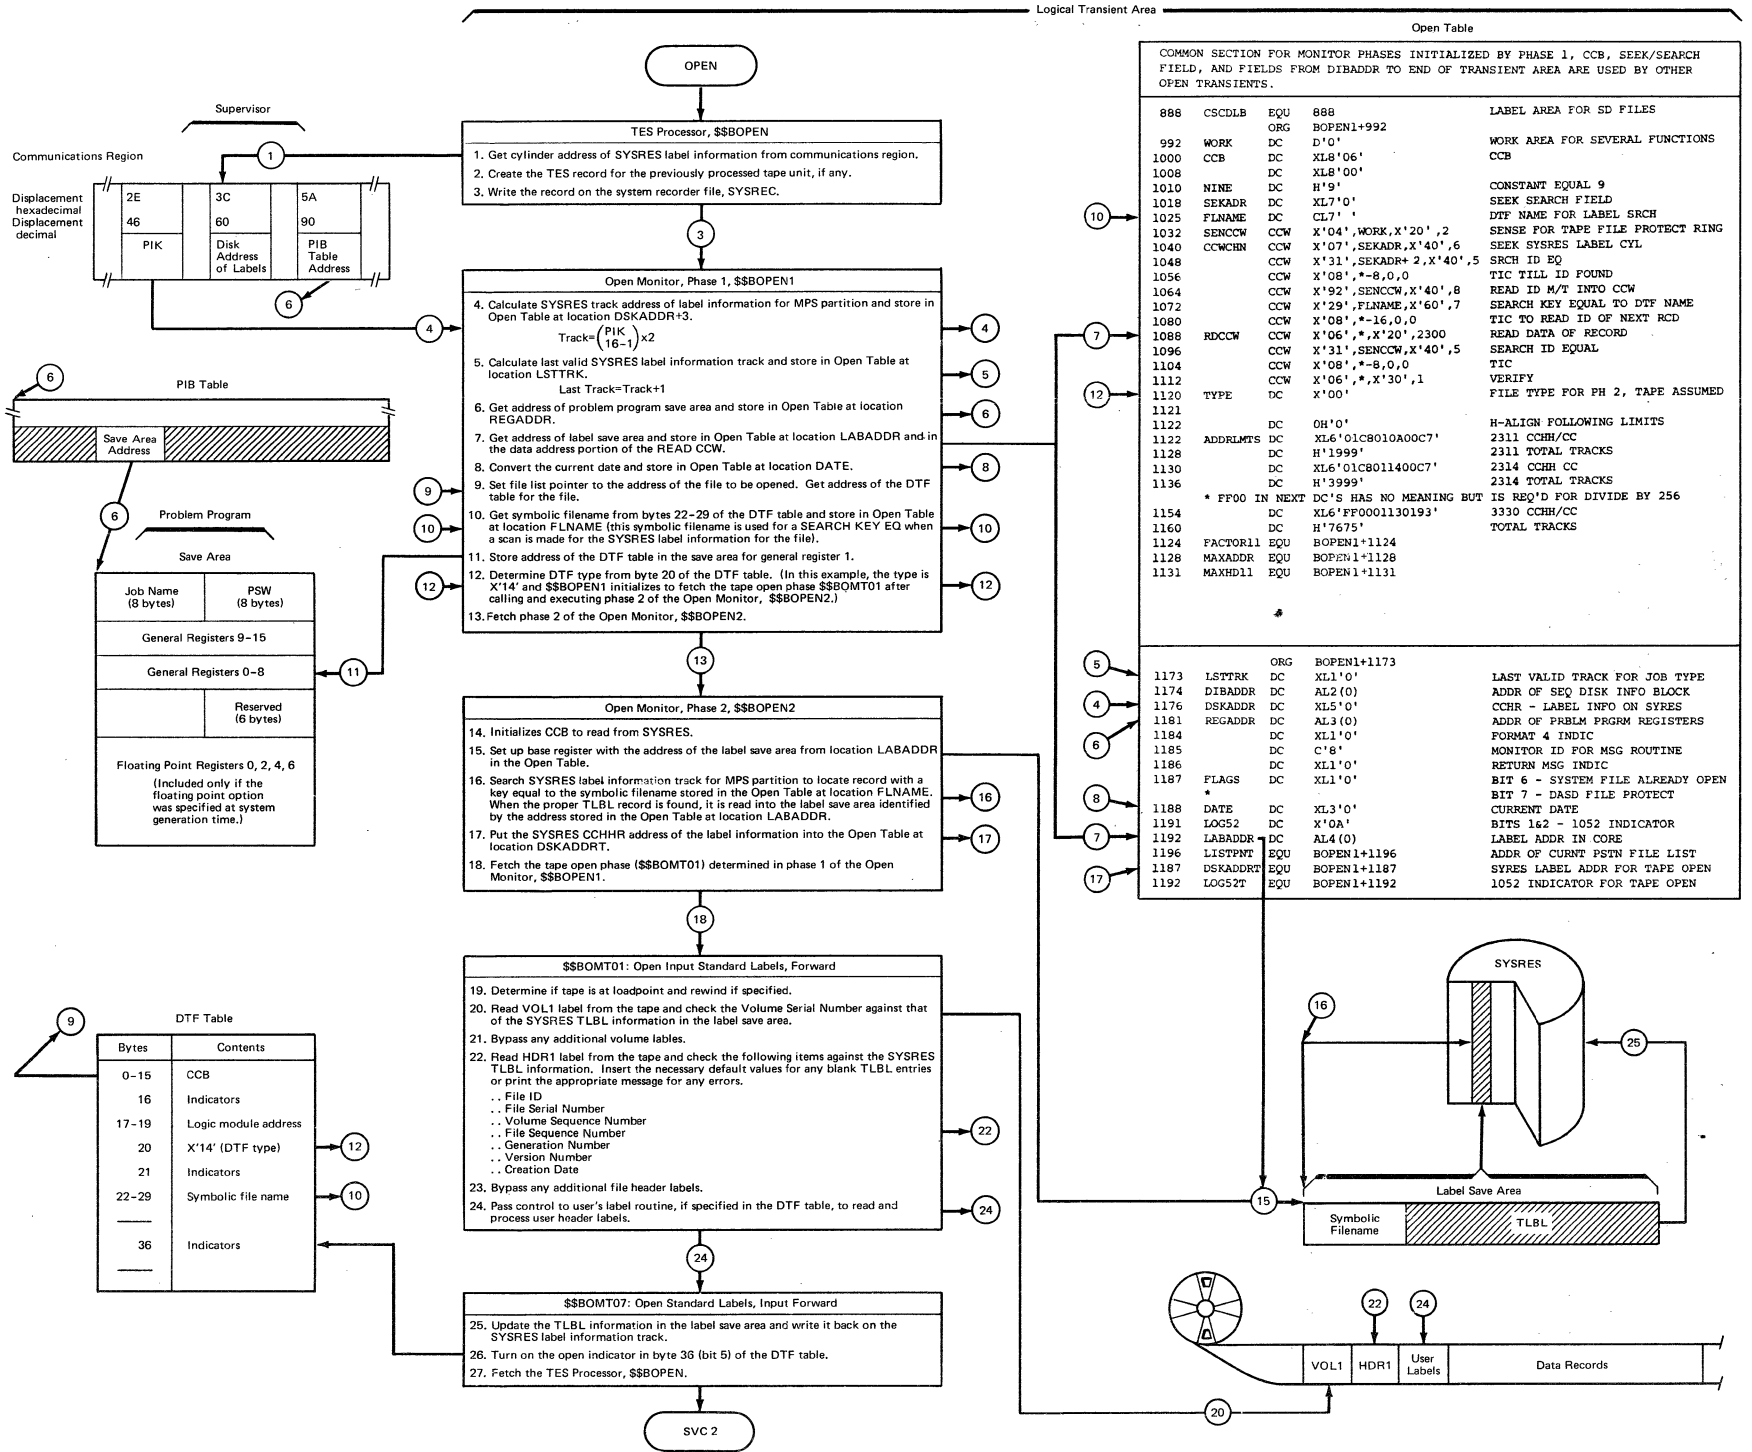 Logical Transient Area
OPEN
Supervisor
Communications Region
1
Displacement
hexadecimal
Displacement
decimal
2E
46
PIK
3C
60
Disk
Address
of Labels
5A
90
PIB
Table
Address
6
4
TES Processor, $$BOPEN
1. Get cylinder address of SYSRES label information from communications region.
2. Create the TES record for the previously processed tape unit, if any.
3. Write the record on the system recorder file, SYSREC.
3
Open Monitor, Phase 1, $$BOPEN1
4. Calculate SYSRES track address of label information for MPS partition and store in
Open Table at location DSKADDR+3.
Track=(PIK
16-1)x2
4
5. Calculate last valid SYSRES label information track and store in Open Table at
location LSTTRK.
Last Track=Track+1
5
6. Get address of problem program save area and store in Open Table at location
REGADDR.
6
7. Get address of label save area and store in Open Table at location LABADDR and in
the data address portion of the READ CCW.
8. Convert the current date and store in Open Table at location DATE.
8
9
9. Set file list pointer to the address of the file to be opened. Get address of the DTF
table for the file.
10
10. Get symbolic filename from bytes 22-29 of the DTF table and store in Open Table
at location FLNAME (this symbolic filename is used for a SEARCH KEY EQ when
a scan is made for the SYSRES label information for the file).
10
11. Store address of the DTF table in the save area for general register 1.
12
12. Determine DTF type from byte 20 of the DTF table. (In this example, the type is
X'14' and $$BOPEN1 initializes to fetch the tape open phase $$BOMT01 after
calling and executing phase 2 of the Open Monitor, $$BOPEN2.)
12
13. Fetch phase 2 of the Open Monitor, $$BOPEN2.
13
6
PIB Table
Save Area
Address
6
Problem Program
Save Area
Job Name
(8 bytes)
PSW
(8 bytes)
General Registers 9-15
General Registers 0-8
11
Reserved
(6 bytes)
Floating Point Registers 0, 2, 4, 6
(Included only if the
floating point option
was specified at system
generation time.)
Open Monitor, Phase 2, $$BOPEN2
14. Initializes CCB to read from SYSRES.
15. Set up base register with the address of the label save area from location LABADDR
in the Open Table.
16. Search SYSRES label information track for MPS partition to locate record with a
key equal to the symbolic filename stored in the Open Table at location FLNAME.
When the proper TLBL record is found, it is read into the label save area identified
by the address stored in the Open Table at location LABADDR.
16
17. Put the SYSRES CCHHR address of the label information into the Open Table at
location DSKADDRT.
17
18. Fetch the tape open phase ($$BOMT01) determined in phase 1 of the Open
Monitor, $$BOPEN1.
18
$$BOMT01: Open Input Standard Labels, Forward
19. Determine if tape is at loadpoint and rewind if specified.
20. Read VOL1 label from the tape and check the Volume Serial Number against that
of the SYSRES TLBL information in the label save area.
21. Bypass any additional volume lables.
22. Read HDR1 label from the tape and check the following items against the SYSRES
TLBL information. Insert the necessary default values for any blank TLBL entries
or print the appropriate message for any errors.
. . File ID
. . File Serial Number
. . Volume Sequence Number
. . File Sequence Number
. . Generation Number
. . Version Number
. . Creation Date
22
23. Bypass any additional file header labels.
24. Pass control to user's label routine, if specified in the DTF table, to read and
process user header labels.
24
24
$$BOMT07: Open Standard Labels, Input Forward
25. Update the TLBL information in the label save area and write it back on the
SYSRES label information track.
26. Turn on the open indicator in byte 36 (bit 5) of the DTF table.
27. Fetch the TES Processor, $$BOPEN.
SVC 2
9
DTF Table
Bytes Contents
0-15 CCB
16 Indicators
17-19 Logic module address
20 X'14' (DTF type)
12
21 Indicators
22-29 Symbolic file name
10
36 Indicators
Open Table
COMMON SECTION FOR MONITOR PHASES INITIALIZED BY PHASE 1, CCB, SEEK/SEARCH
FIELD, AND FIELDS FROM DIBADDR TO END OF TRANSIENT AREA ARE USED BY OTHER
OPEN TRANSIENTS.
888 CSCDLB EQU 888 LABEL AREA FOR SD FILES
ORG BOPEN1+992
992 WORK DC D'0' WORK AREA FOR SEVERAL FUNCTIONS
1000 CCB DC XL8'06' CCB
1008 DC XL8'00'
1010 NINE DC H'9' CONSTANT EQUAL 9
1018 SEKADR DC XL7'0' SEEK SEARCH FIELD
10
1025 FLNAME DC CL7' ' DTF NAME FOR LABEL SRCH
1032 SENCCW CCW X'04',WORK,X'20',2 SENSE FOR TAPE FILE PROTECT RING
1040 CCWCHN CCW X'07',SEKADR,X'40',6 SEEK SYSRES LABEL CYL
1048 CCW X'31',SEKADR+2,X'40',5 SRCH ID EQ
1056 CCW X'08',*-8,0,0 TIC TILL ID FOUND
1064 CCW X'92',SENCCW,X'40',8 READ ID M/T INTO CCW
1072 CCW X'29',FLNAME,X'60',7 SEARCH KEY EQUAL TO DTF NAME
1080 CCW X'08',*-16,0,0 TIC TO READ ID OF NEXT RCD
7
1088 RDCCW CCW X'06',*,X'20',2300 READ DATA OF RECORD
1096 CCW X'31',SENCCW,X'40',5 SEARCH ID EQUAL
1104 CCW X'08',*-8,0,0 TIC
1112 CCW X'06',*,X'30',1 VERIFY
12
1120 TYPE DC X'00' FILE TYPE FOR PH 2, TAPE ASSUMED
1121
1122 DC 0H'0' H-ALIGN FOLLOWING LIMITS
1122 ADDRLMTS DC XL6'01C8010A00C7' 2311 CCHH/CC
1128 DC H'1999' 2311 TOTAL TRACKS
1130 DC XL6'01C8011400C7' 2314 CCHH CC
1136 DC H'3999' 2314 TOTAL TRACKS
* FF00 IN NEXT DC'S HAS NO MEANING BUT IS REQ'D FOR DIVIDE BY 256
1154 DC XL6'FF0001130193' 3330 CCHH/CC
1160 DC H'7675' TOTAL TRACKS
1124 FACTOR11 EQU BOPEN1+1124
1128 MAXADDR EQU BOPEN1+1128
1131 MAXHD11 EQU BOPEN1+1131
ORG BOPEN1+1173
5
1173 LSTTRK DC XL1'0' LAST VALID TRACK FOR JOB TYPE
1174 DIBADDR DC AL2(0) ADDR OF SEQ DISK INFO BLOCK
4
1176 DSKADDR DC XL5'0' CCHR - LABEL INFO ON SYRES
6
1181 REGADDR DC AL3(0) ADDR OF PRBLM PRGRM REGISTERS
1184 DC XL1'0' FORMAT 4 INDIC
1185 DC C'8' MONITOR ID FOR MSG ROUTINE
1186 DC XL1'0' RETURN MSG INDIC
1187 FLAGS DC XL1'0' BIT 6 - SYSTEM FILE ALREADY OPEN
* BIT 7 - DASD FILE PROTECT
8
1188 DATE DC XL3'0' CURRENT DATE
1191 LOG52 DC X'0A' BITS 1&2 - 1052 INDICATOR
7
1192 LABADDR DC AL4(0) LABEL ADDR IN CORE
1196 LISTPNT EQU BOPEN1+1196 ADDR OF CURNT PSTN FILE LIST
17
1187 DSKADDRT EQU BOPEN1+1187 SYRES LABEL ADDR FOR TAPE OPEN
1192 LOG52T EQU BOPEN1+1192 1052 INDICATOR FOR TAPE OPEN
SYSRES
16
25
15
Label Save Area
Symbolic
Filename
TLBL
22
24
VOL1
HDR1
User
Labels
Data Records
20